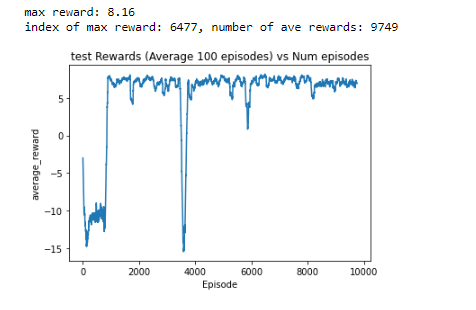 max reward: 8.16
index of max reward: 6477, number of ave rewards: 9749
test Rewards (Average 100 episodes) vs Num episodes
average_reward
5
0
−5
−10
−15
0
2000
4000
6000
8000
10000
Episode